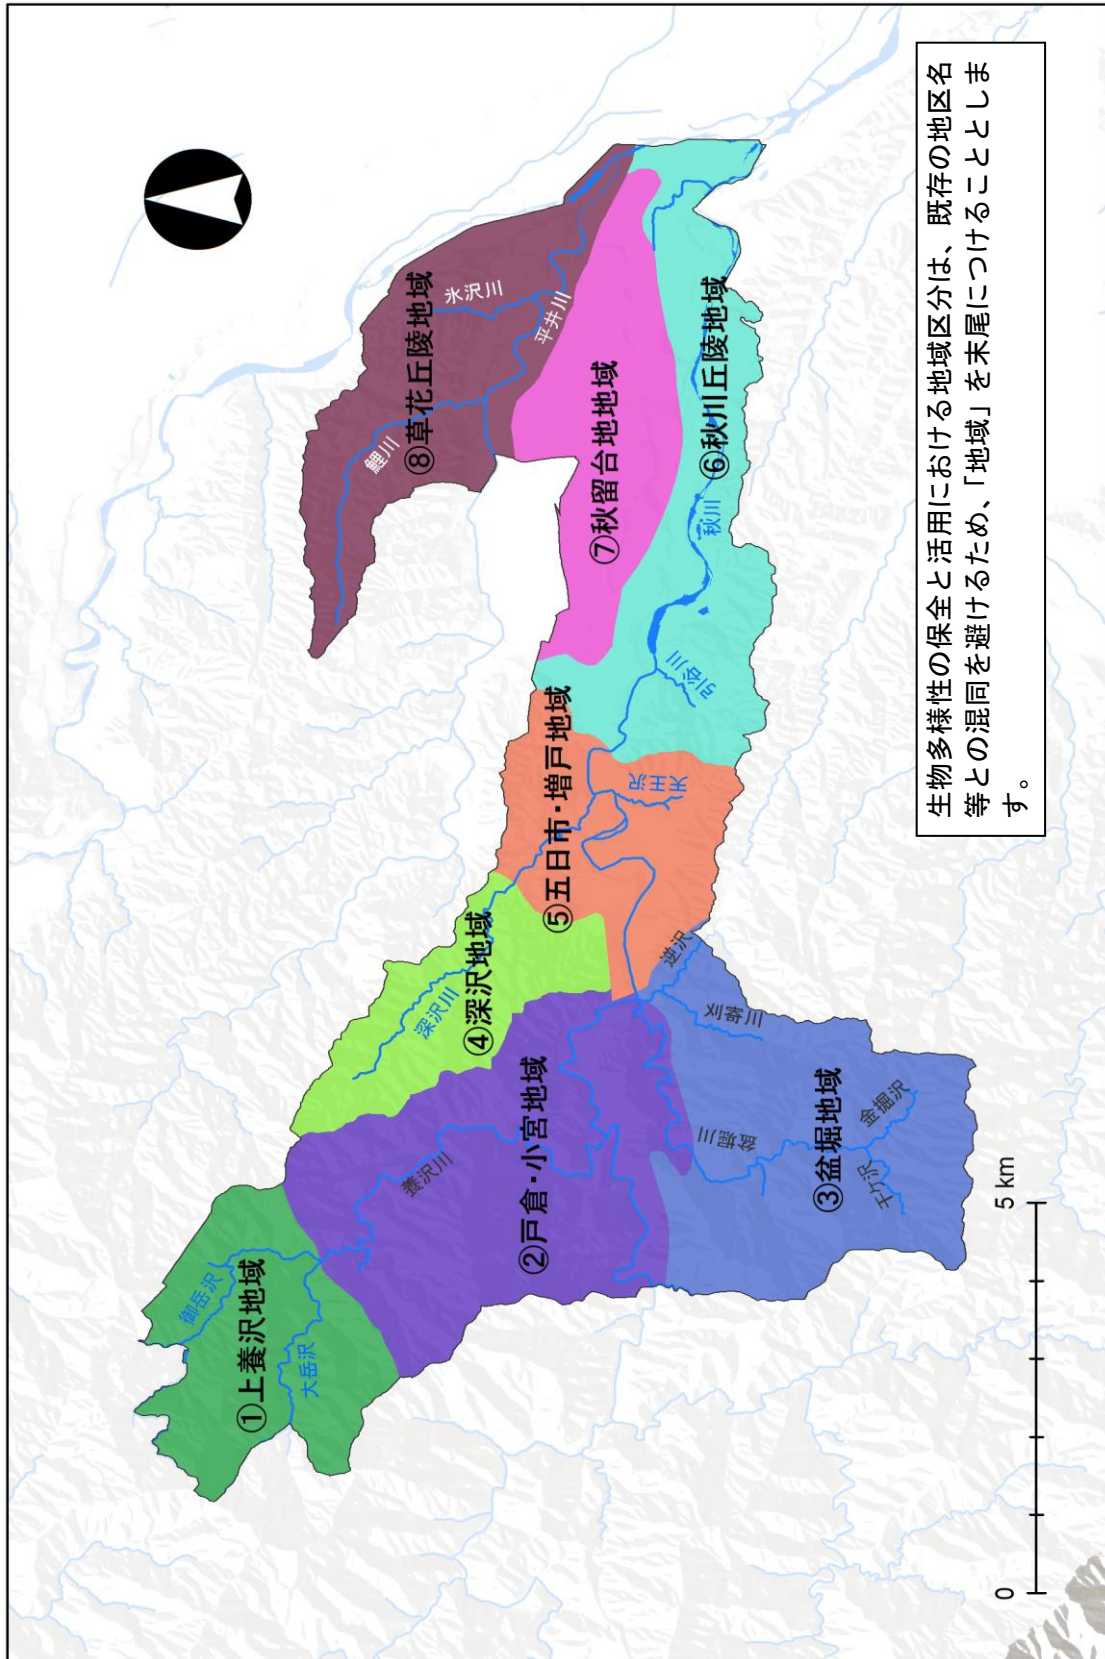 ①上養沢地域
御岳沢
大岳沢
②戸倉・小宮地域
養沢川
③盆堀地域
盆堀川
千ケ沢
金掘沢
刈寄川
逆沢
④深沢地域
深沢川
⑤五日市・増戸地域
天王沢
⑥秋川丘陵地域
秋川
引谷川
⑦秋留台地地域
⑧草花丘陵地域
鯉川
氷沢川
平井川
生物多様性の保全と活用における地域区分は、既存の地区名
等との混同を避けるため、「地域」を末尾につけることとしま
す。
0
5 km